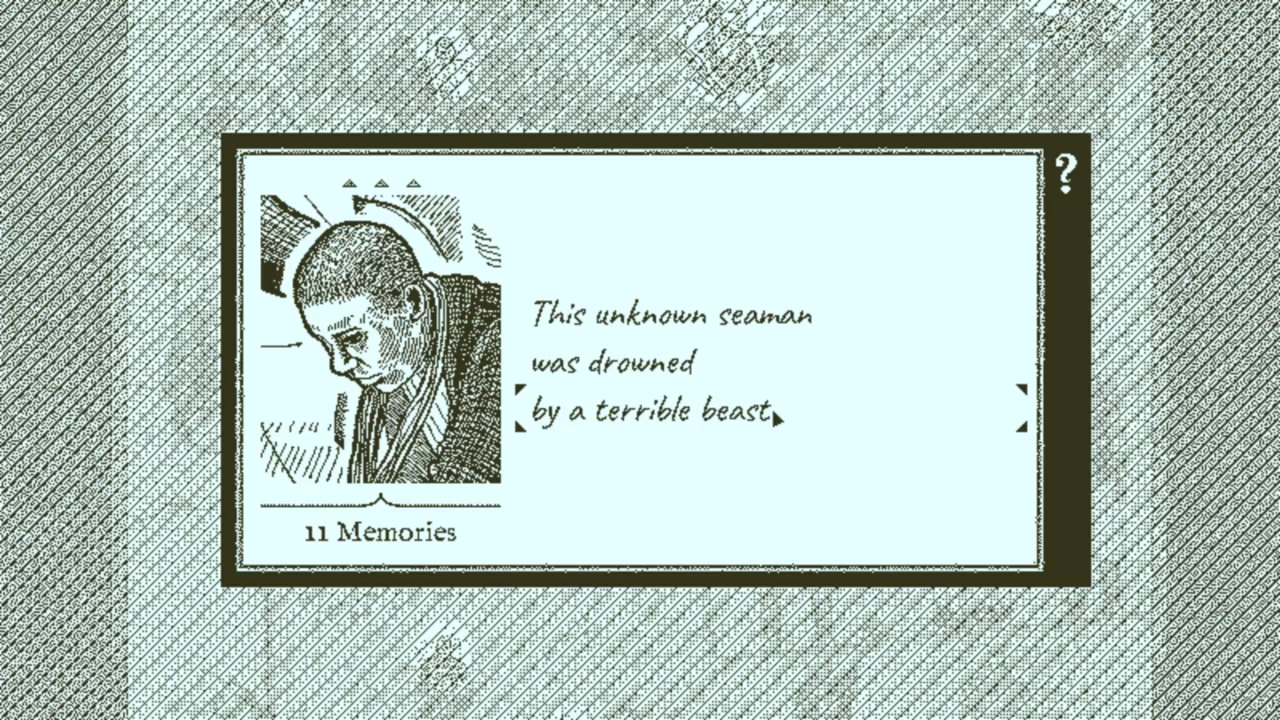 ?
This unknown seaman
was drowned
by a terrible beast
11 Memories